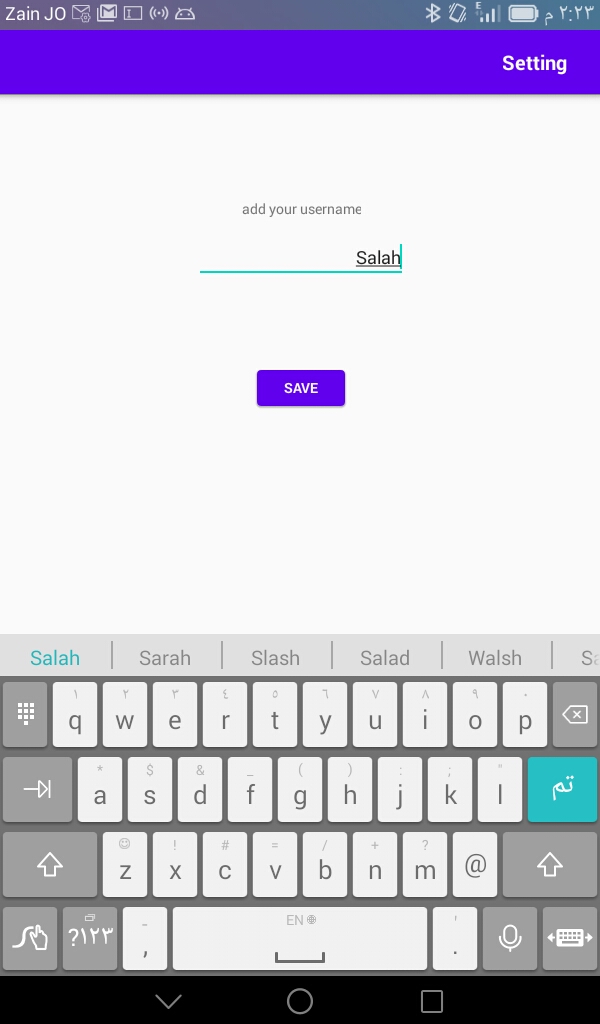 Zain JO E ٢:٢٣ م
Setting
add your username
Salah
SAVE
Salah Sarah Slash Salad Walsh Sa
١ ٢ ٣ ٤ ٥ ٦ ٧ ٨ ٩ ٠
q w e r t y u i o p
* $ & _ ( ) : ; "
a s d f g h j k l تم
! # = / + ?
z x c v b n m @
- EN '
?١٢٣ , .